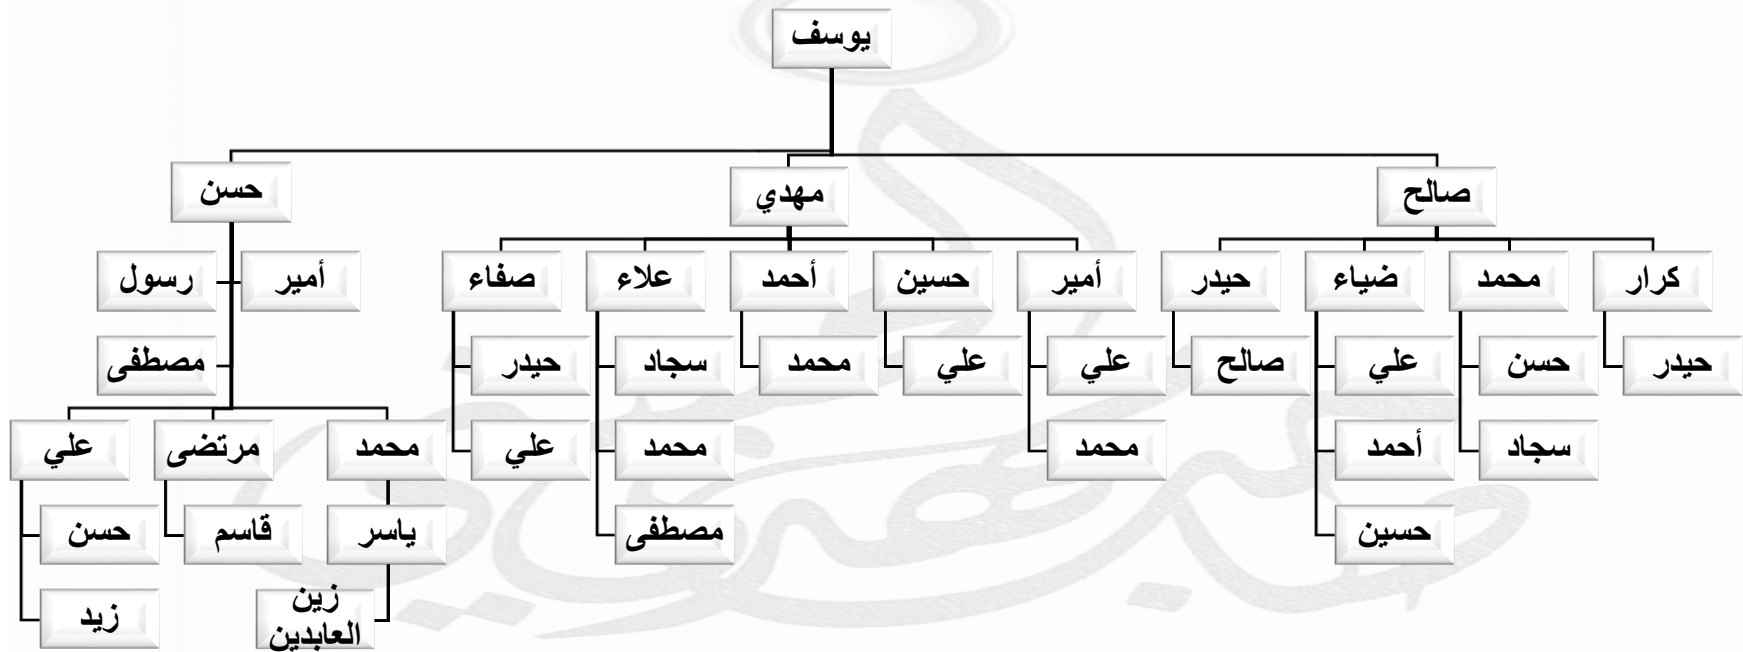 يوسف
صالح
مهدي
حسن
كرار
محمد
ضياء
حيدر
أمير
حسين
أحمد
علاء
صفاء
أمير
رسول
حيدر
حسن
علي
صالح
علي
علي
محمد
سجاد
حيدر
مصطفى
سجاد
أحمد
محمد
محمد
علي
محمد
مرتضى
علي
حسين
مصطفى
ياسر
قاسم
حسن
زين
العابدين
زيد